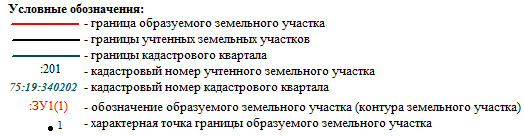 Условные обозначения:
- граница образуемого земельного участка
- границы учтенных земельных участков
- границы кадастрового квартала
:201 - кадастровый номер учтенного земельного участка
75:19:340202 - кадастровый номер кадастрового квартала
:ЗУ1(1) - обозначение образуемого земельного участка (контура земельного участка)
1 - характерная точка границы образуемого земельного участка